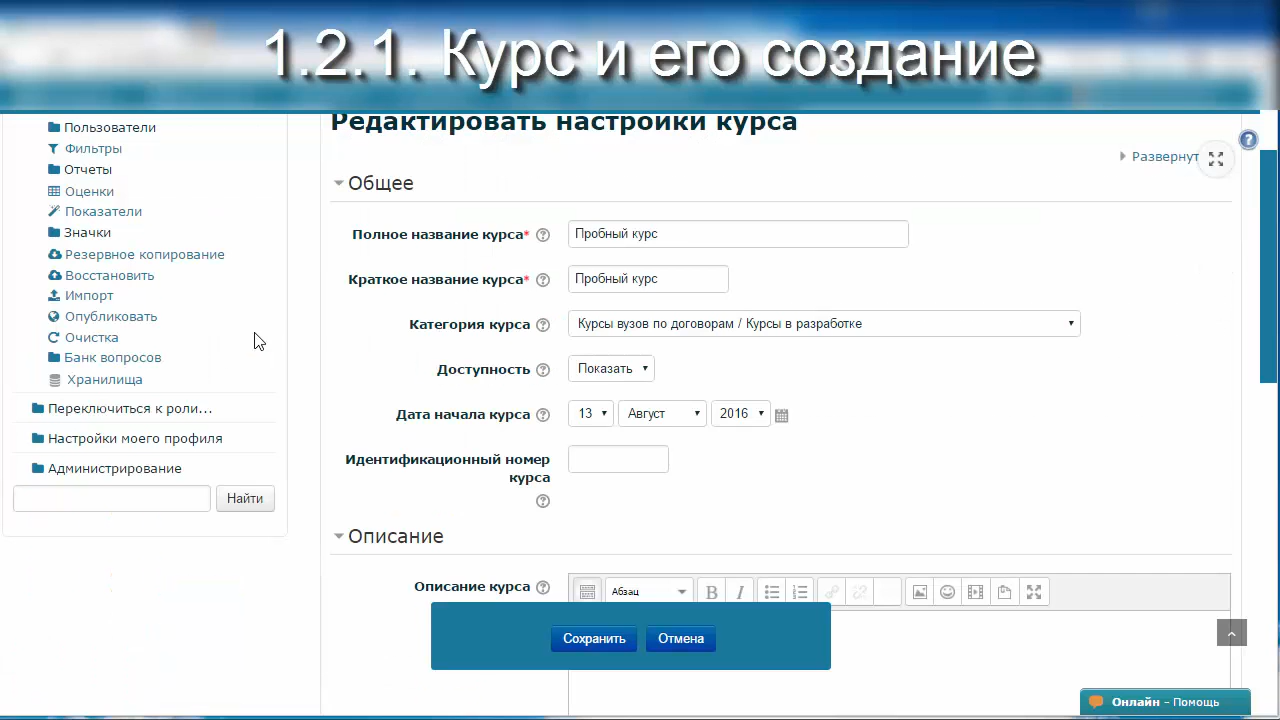 1.2.1. Курс и его создание
Пользователи
Фильтры
Отчеты
Оценки
Показатели
Значки
Резервное копирование
Восстановить
Импорт
Опубликовать
Очистка
Банк вопросов
Хранилища
Переключиться к роли...
Настройки моего профиля
Администрирование
Найти
Редактировать настройки курса
Развернут
Общее
Полное название курса* Пробный курс
Краткое название курса* Пробный курс
Категория курса Курсы вузов по договорам / Курсы в разработке
Доступность Показать
Дата начала курса 13 Август 2016
Идентификационный номер
курса
Описание
Описание курса Абзац B I
Сохранить Отмена
Онлайн - Помощь